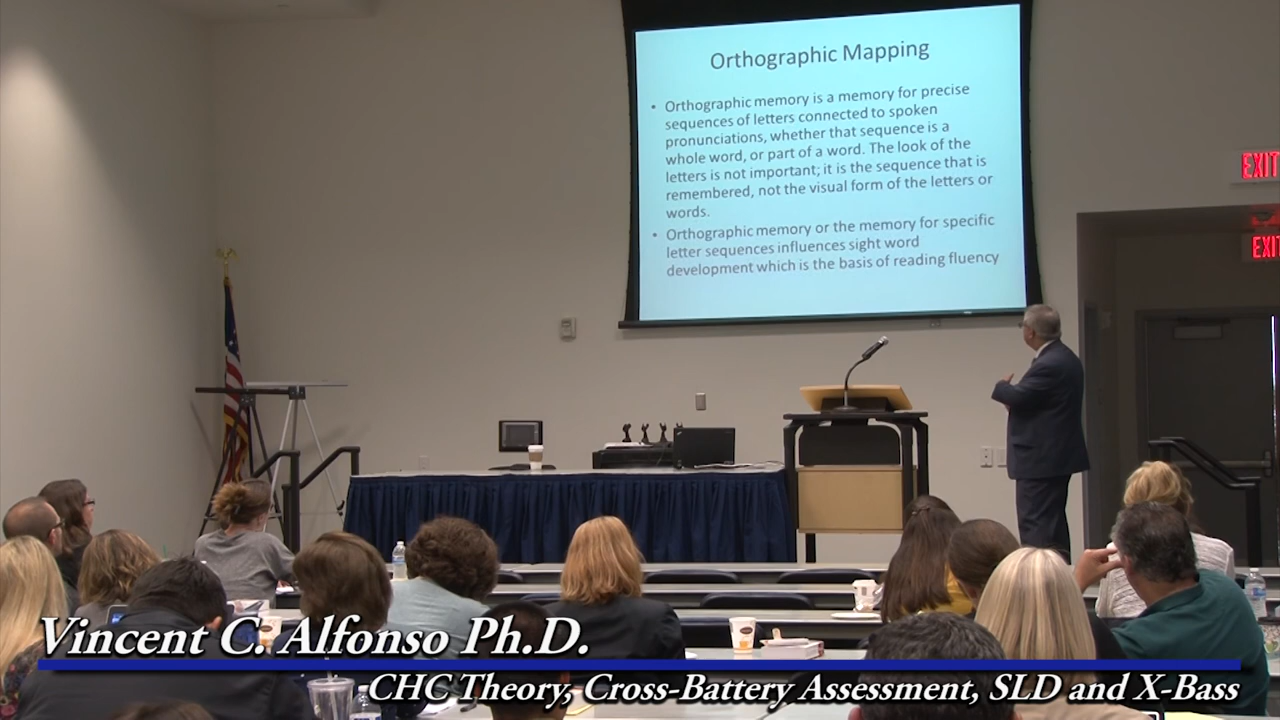 Orthographic Mapping
• Orthographic memory is a memory for precise
sequences of letters connected to spoken
pronunciations, whether that sequence is a
whole word, or part of a word. The look of the
letters is not important; it is the sequence that is
remembered, not the visual form of the letters or
words.
• Orthographic memory or the memory for specific
letter sequences influences sight word
development which is the basis of reading fluency
EXIT
EXIT
Vincent C. Alfonso Ph.D.
CHC Theory, Cross-Battery Assessment, SLD and X-Bass